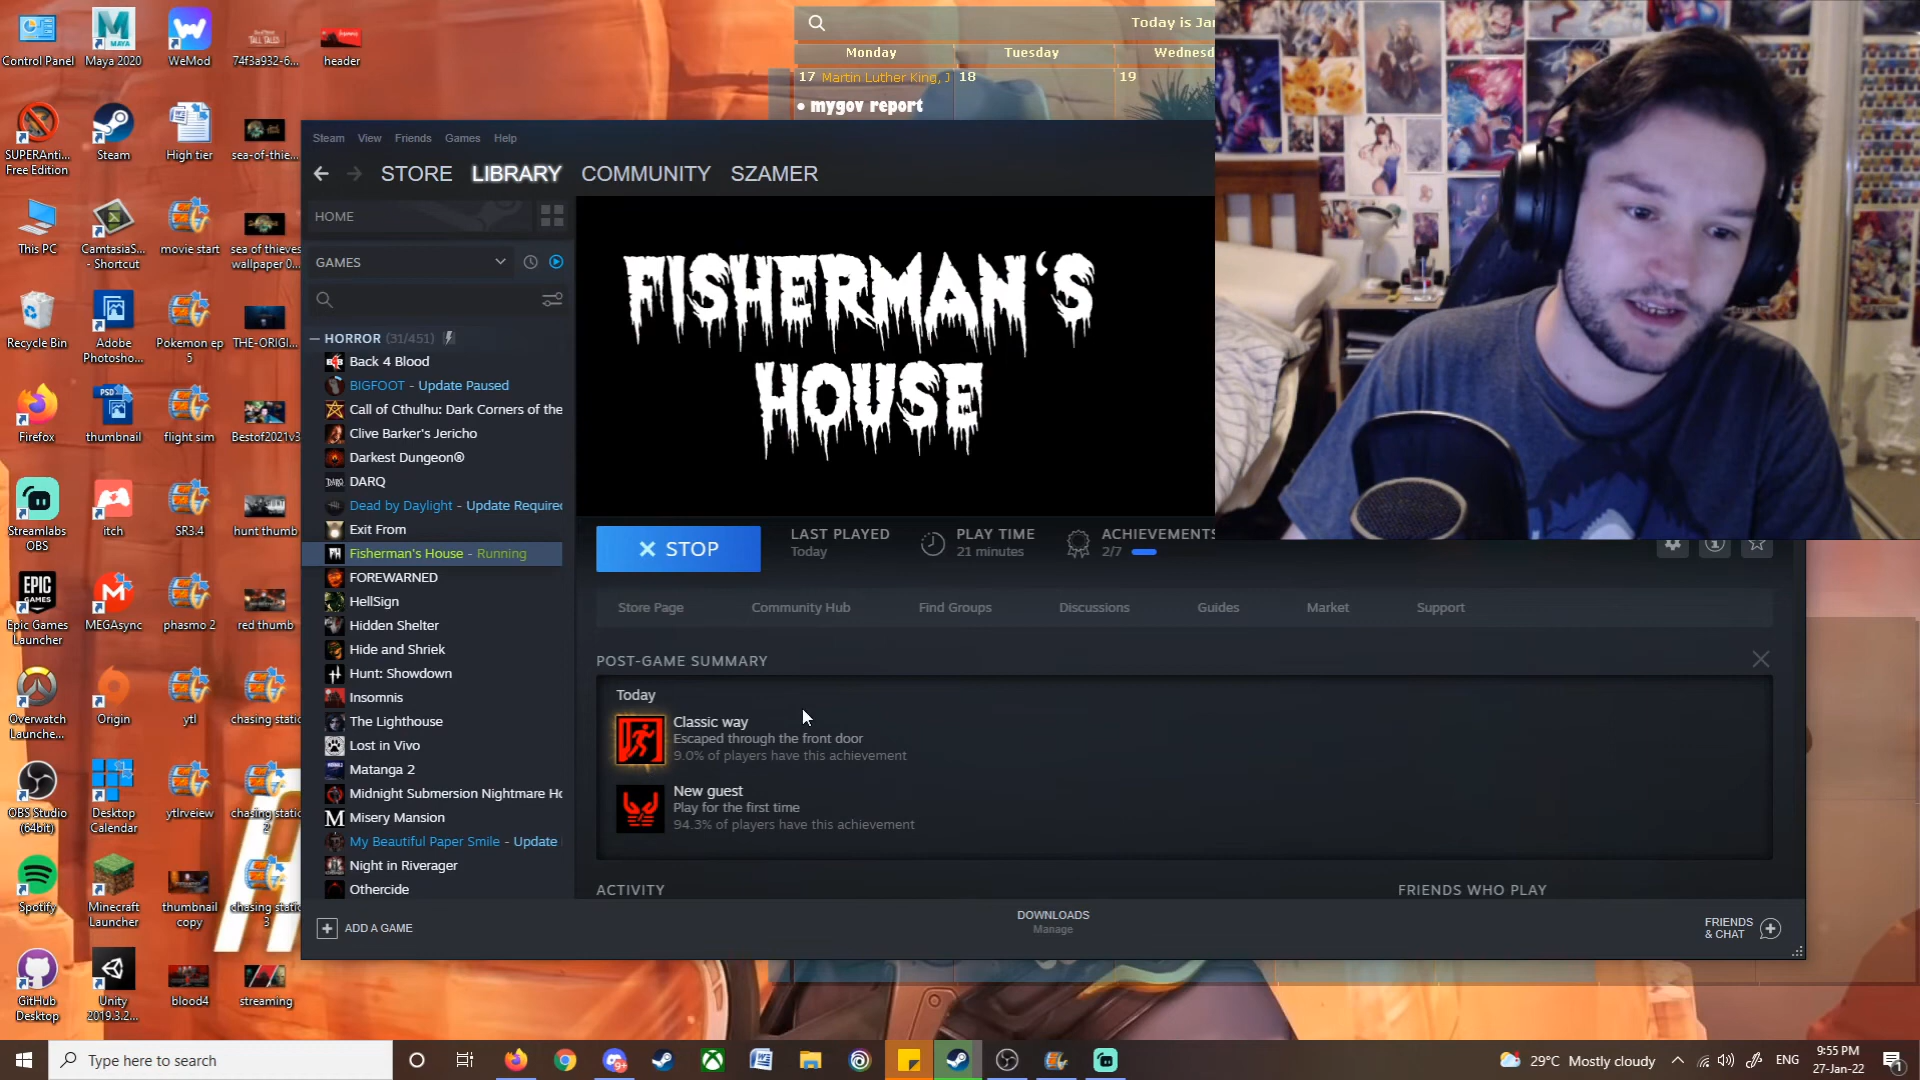 Control Panel
Maya 2020
WeMod
74f3a932-6...
header
SUPERAnti...
Free Edition
Steam
High tier
sea-of-thie...
This PC
CamtasiaS...
- Shortcut
movie start
sea of thieves
wallpaper 0...
Recycle Bin
Adobe
Photosho...
Pokemon ep
5
THE-ORIGI...
Firefox
thumbnail
flight sim
Bestof2021v3
Streamlabs
OBS
itch
SR3.4
hunt thumb
Epic Games
Launcher
MEGAsync
phasmo 2
red thumb
Overwatch
Launche...
Origin
ytl
chasing static
OBS Studio
(64bit)
Desktop
Calendar
ytlrveiew
chasing static
2
Spotify
Minecraft
Launcher
thumbnail
copy
chasing static
3
GitHub
Desktop
Unity
2019.3.2...
blood4
streaming
Today is Jan
Monday
Tuesday
Wednesd
17 Martin Luther King, J
18
19
• mygov report
Steam
View
Friends
Games
Help
STORE
LIBRARY
COMMUNITY
SZAMER
HOME
GAMES
HORROR (31/451)
Back 4 Blood
BIGFOOT - Update Paused
Call of Cthulhu: Dark Corners of the
Clive Barker's Jericho
Darkest Dungeon®
DARQ
Dead by Daylight - Update Required
Exit From
Fisherman's House - Running
FOREWARNED
HellSign
Hidden Shelter
Hide and Shriek
Hunt: Showdown
Insomnis
The Lighthouse
Lost in Vivo
Matanga 2
Midnight Submersion Nightmare Ho
Misery Mansion
My Beautiful Paper Smile - Update
Night in Riverager
Othercide
ADD A GAME
FISHERMAN'S
HOUSE
STOP
LAST PLAYED
Today
PLAY TIME
21 minutes
ACHIEVEMENTS
2/7
Store Page
Community Hub
Find Groups
Discussions
Guides
Market
Support
POST-GAME SUMMARY
Today
Classic way
Escaped through the front door
9.0% of players have this achievement
New guest
Play for the first time
94.3% of players have this achievement
ACTIVITY
FRIENDS WHO PLAY
DOWNLOADS
Manage
FRIENDS
& CHAT
Type here to search
29°C Mostly cloudy
ENG
9:55 PM
27-Jan-22